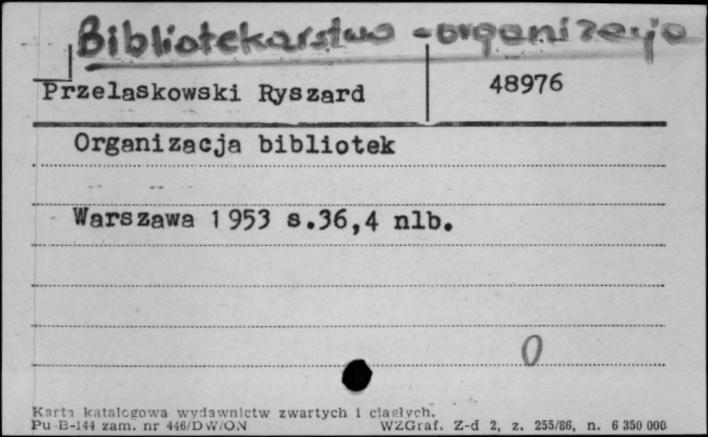 Bibliotekarstwo - organizacja
Przelaskowski Ryszard 48976
Organizacja bibliotek
Warszawa 1953 s.36,4 nlb.
0
Karta katalogowa wydawnictw zwartych i ciągłych.
Pu B-144 zam. nr 446/DW/ON WZGraf. Z-d 2, z. 255/86, n. 6 350 000